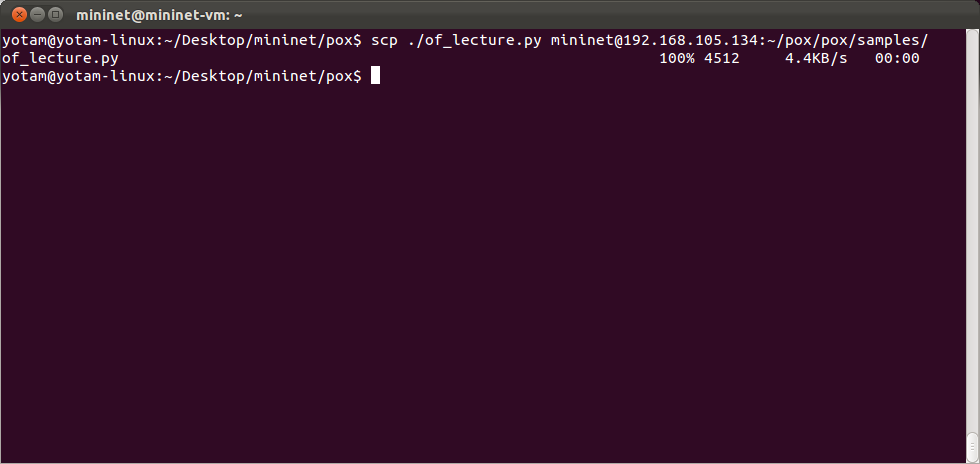 mininet@mininet-vm: ~
yotam@yotam-linux:~/Desktop/mininet/pox$ scp ./of_lecture.py mininet@192.168.105.134:~/pox/pox/samples/
of_lecture.py 100% 4512 4.4KB/s 00:00
yotam@yotam-linux:~/Desktop/mininet/pox$